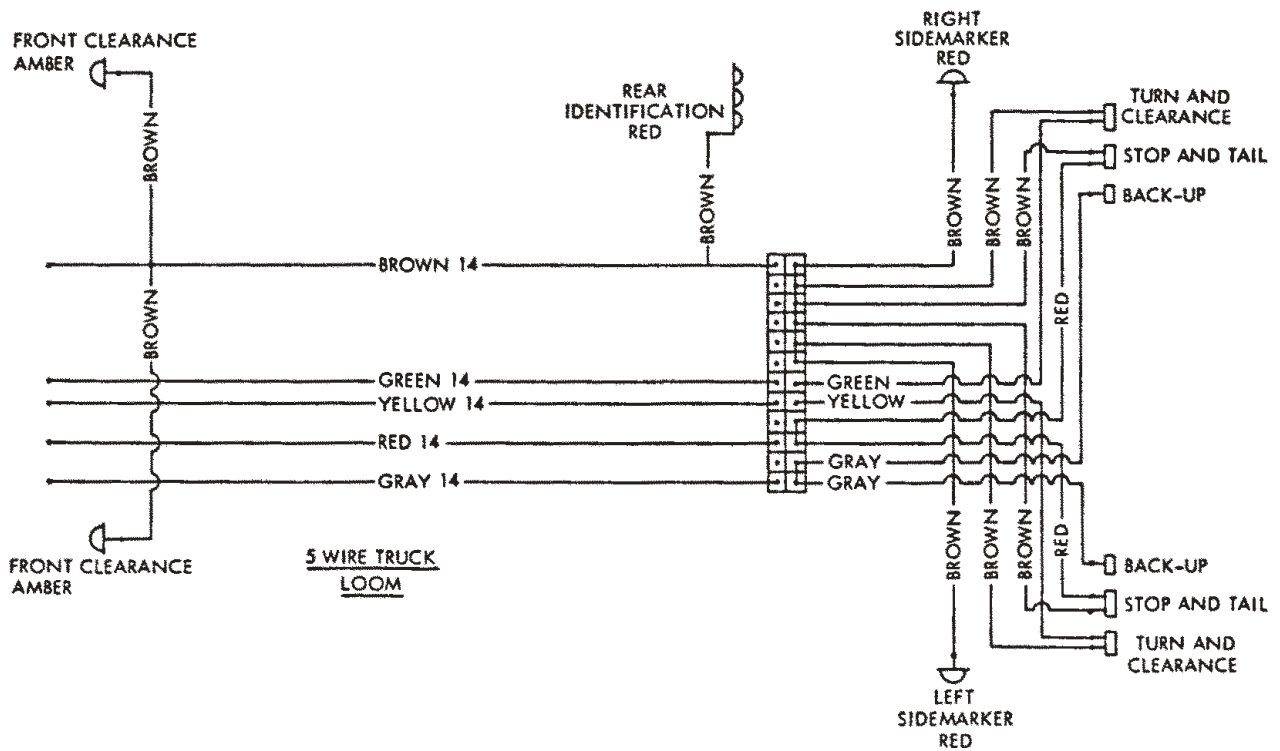 FRONT CLEARANCE
AMBER
RIGHT
SIDEMARKER
RED
REAR
IDENTIFICATION
RED
TURN AND
CLEARANCE
STOP AND TAIL
BACK-UP
BROWN
BROWN
BROWN
BROWN
BROWN
BROWN 14
BROWN
RED
GREEN 14
GREEN
YELLOW 14
YELLOW
RED 14
GRAY
GRAY 14
GRAY
BROWN
BROWN
BROWN
RED
FRONT CLEARANCE
AMBER
5 WIRE TRUCK
LOOM
BACK-UP
STOP AND TAIL
TURN AND
CLEARANCE
LEFT
SIDEMARKER
RED